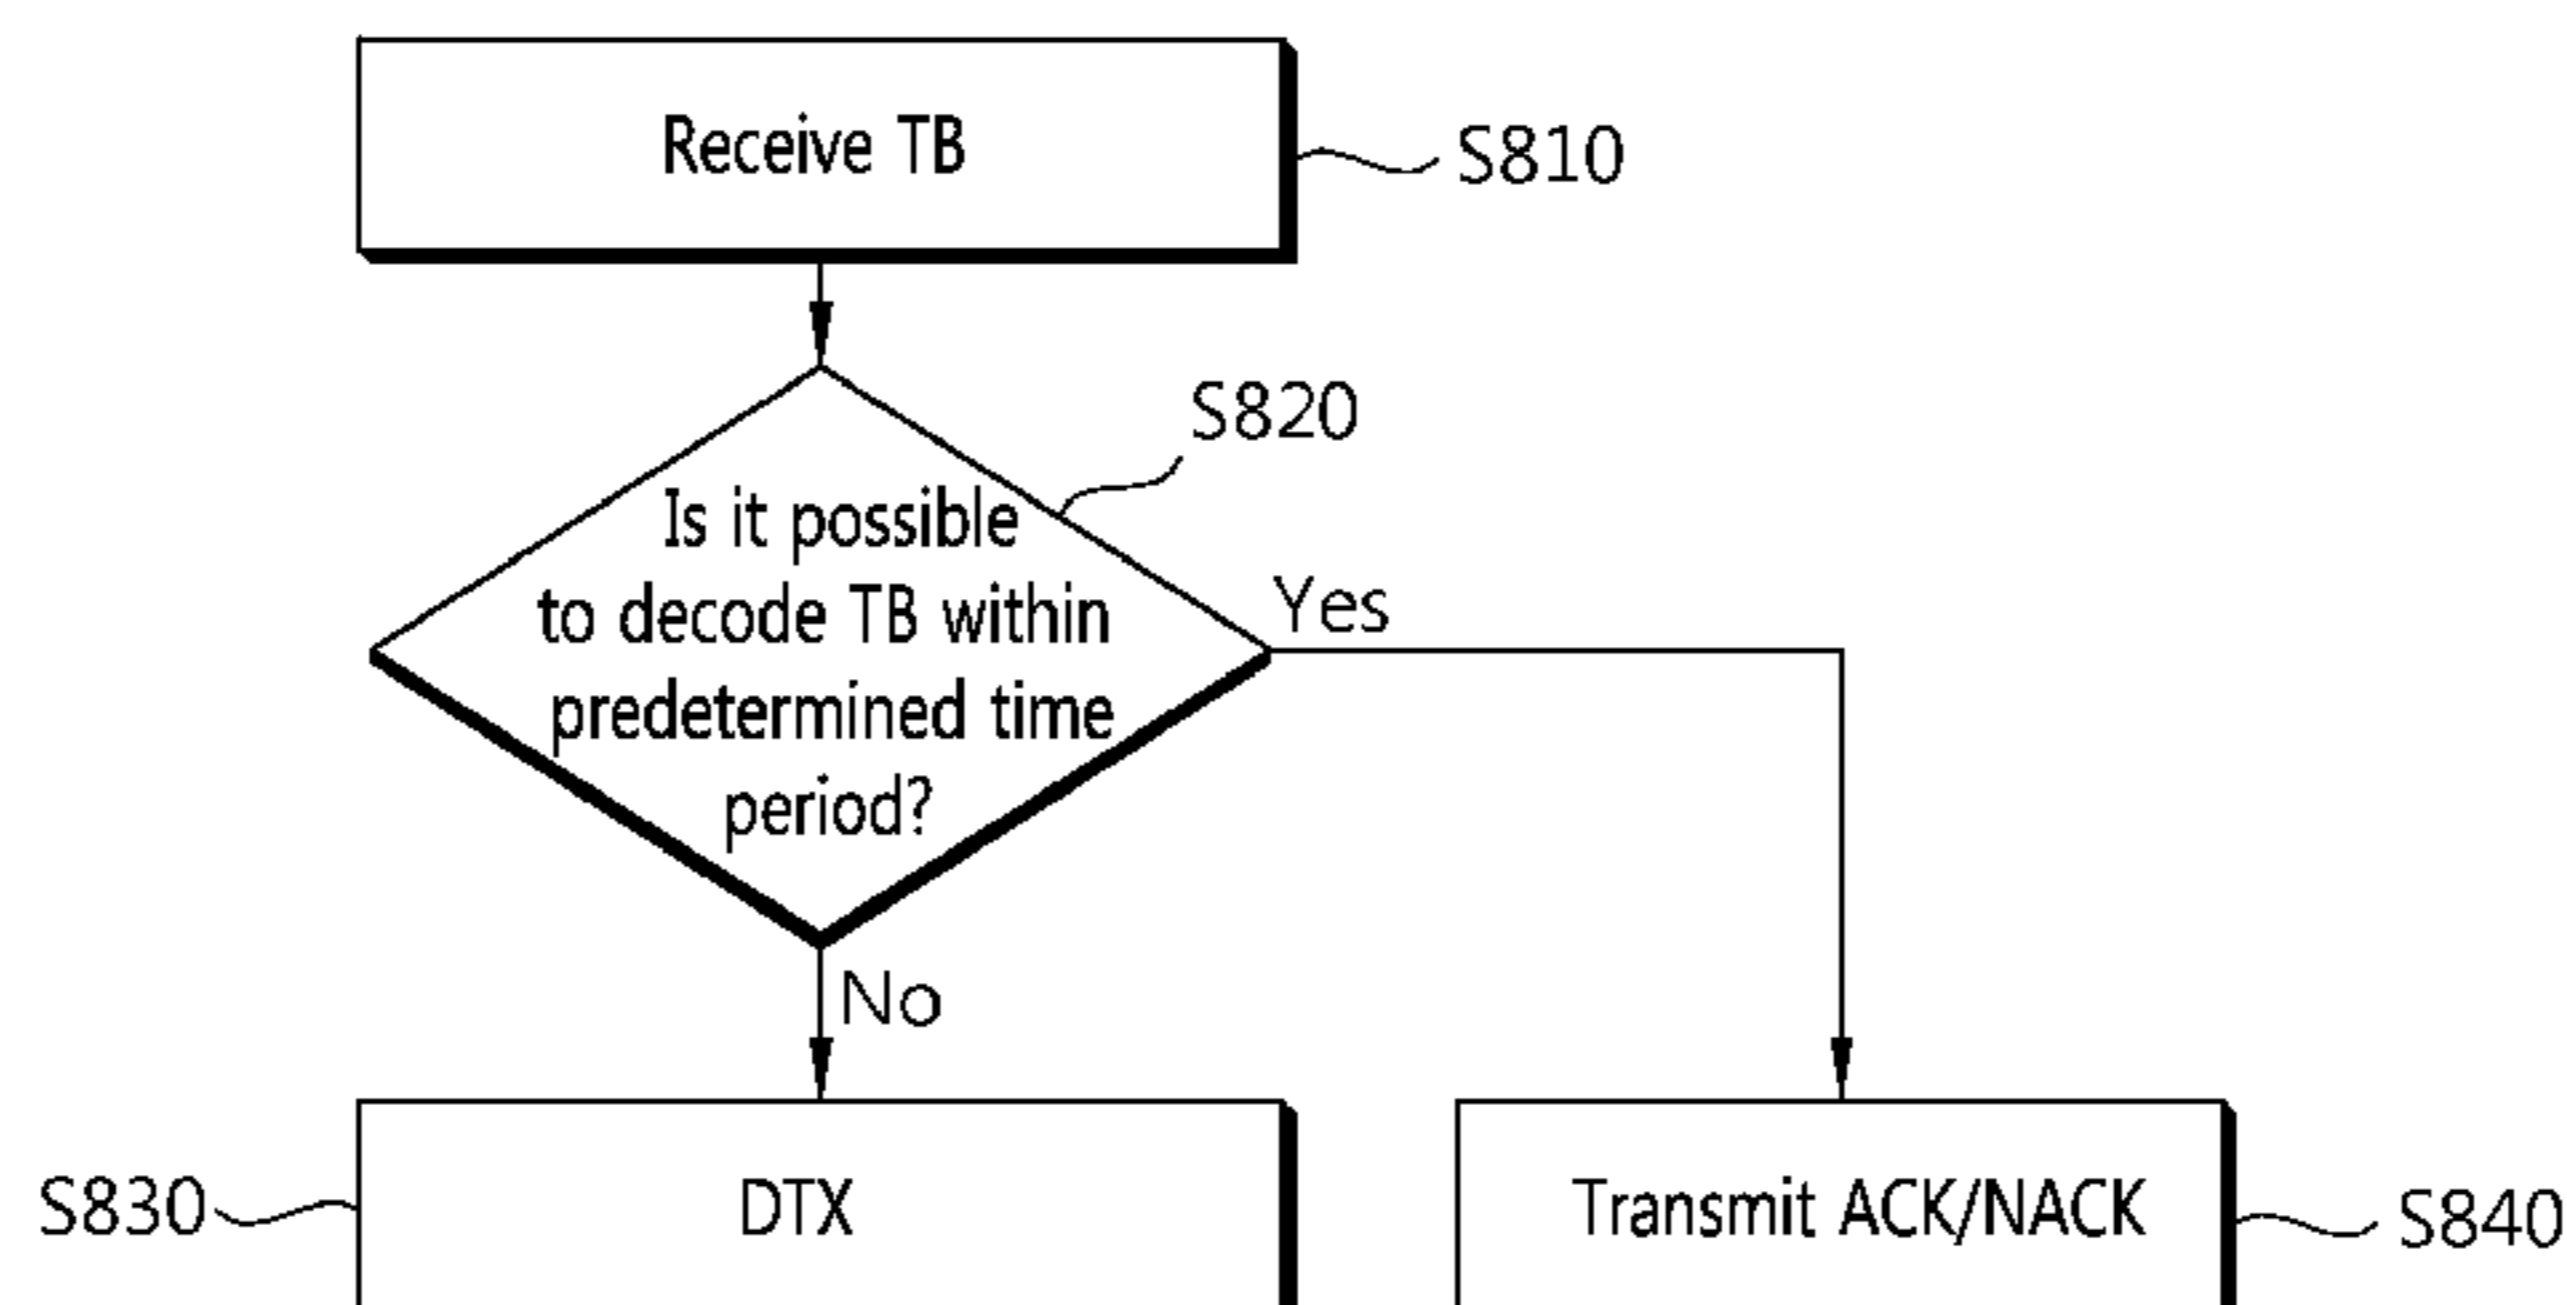 Receive TB
S810
S820
Is it possible
to decode TB within
predetermined time
period?
Yes
No
S830
DTX
Transmit ACK/NACK
S840